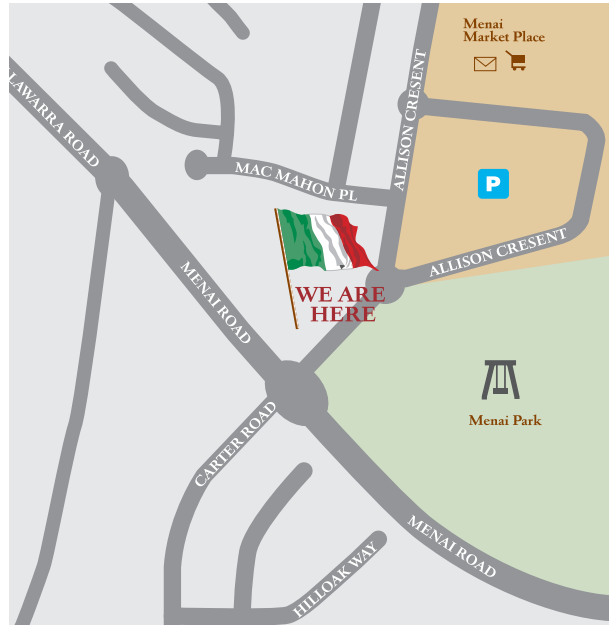 Menai
Market Place
LAWARRA ROAD
ALLISON CRESENT
MAC MAHON PL
P
ALLISON CRESENT
MENAI ROAD
WE ARE
HERE
Menai Park
CARTER ROAD
MENAI ROAD
HILLOAK WAY